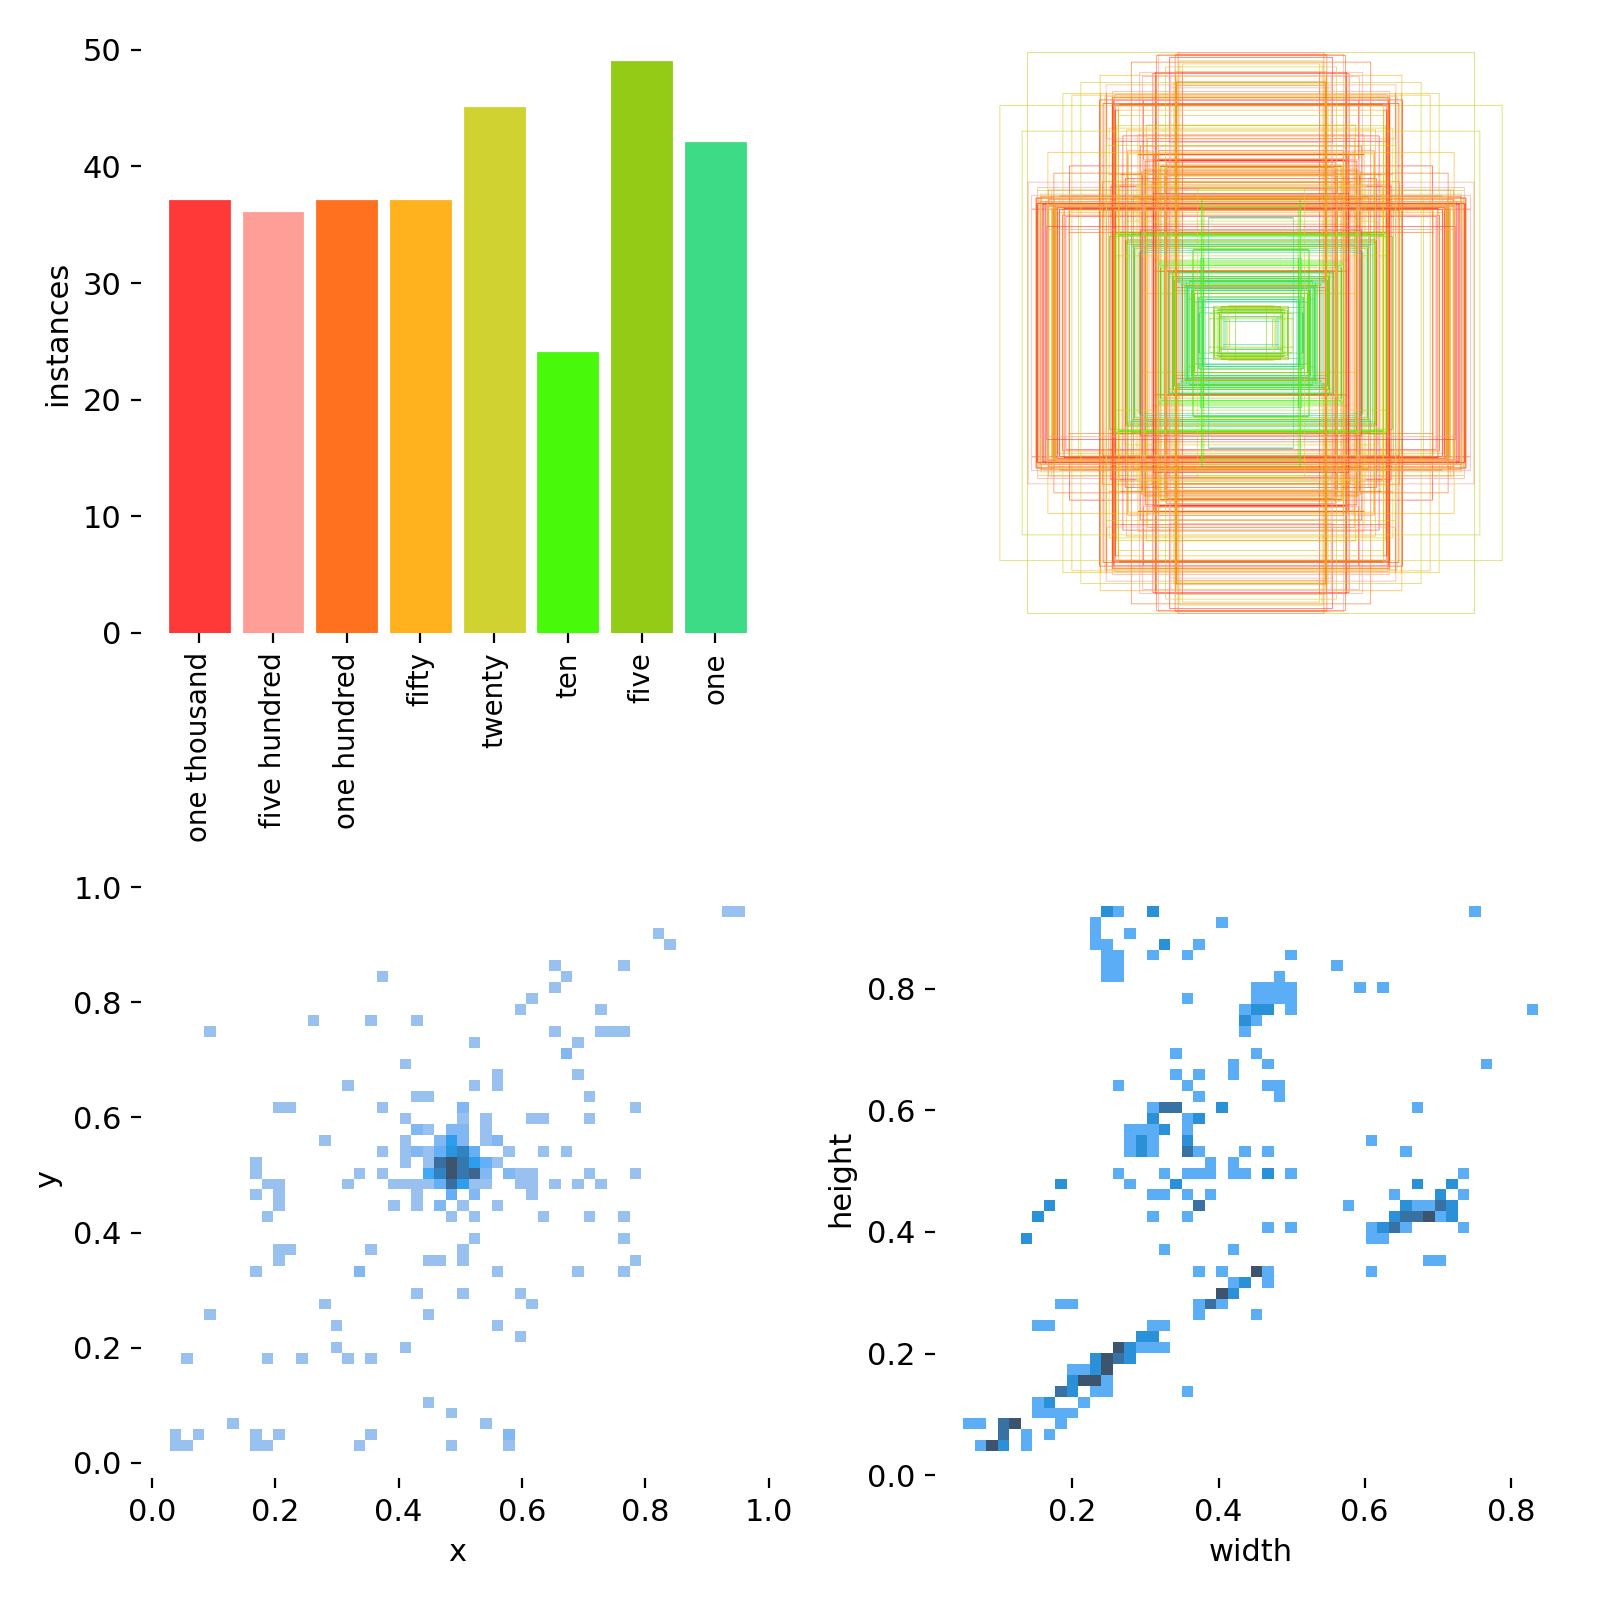 50
40
30
20
10
0
instances
one thousand
five hundred
one hundred
fifty
twenty
ten
five
one
1.0
0.8
0.6
0.4
0.2
0.0
y
0.0 0.2 0.4 0.6 0.8 1.0
x
0.8
0.6
0.4
0.2
0.0
height
0.2 0.4 0.6 0.8
width